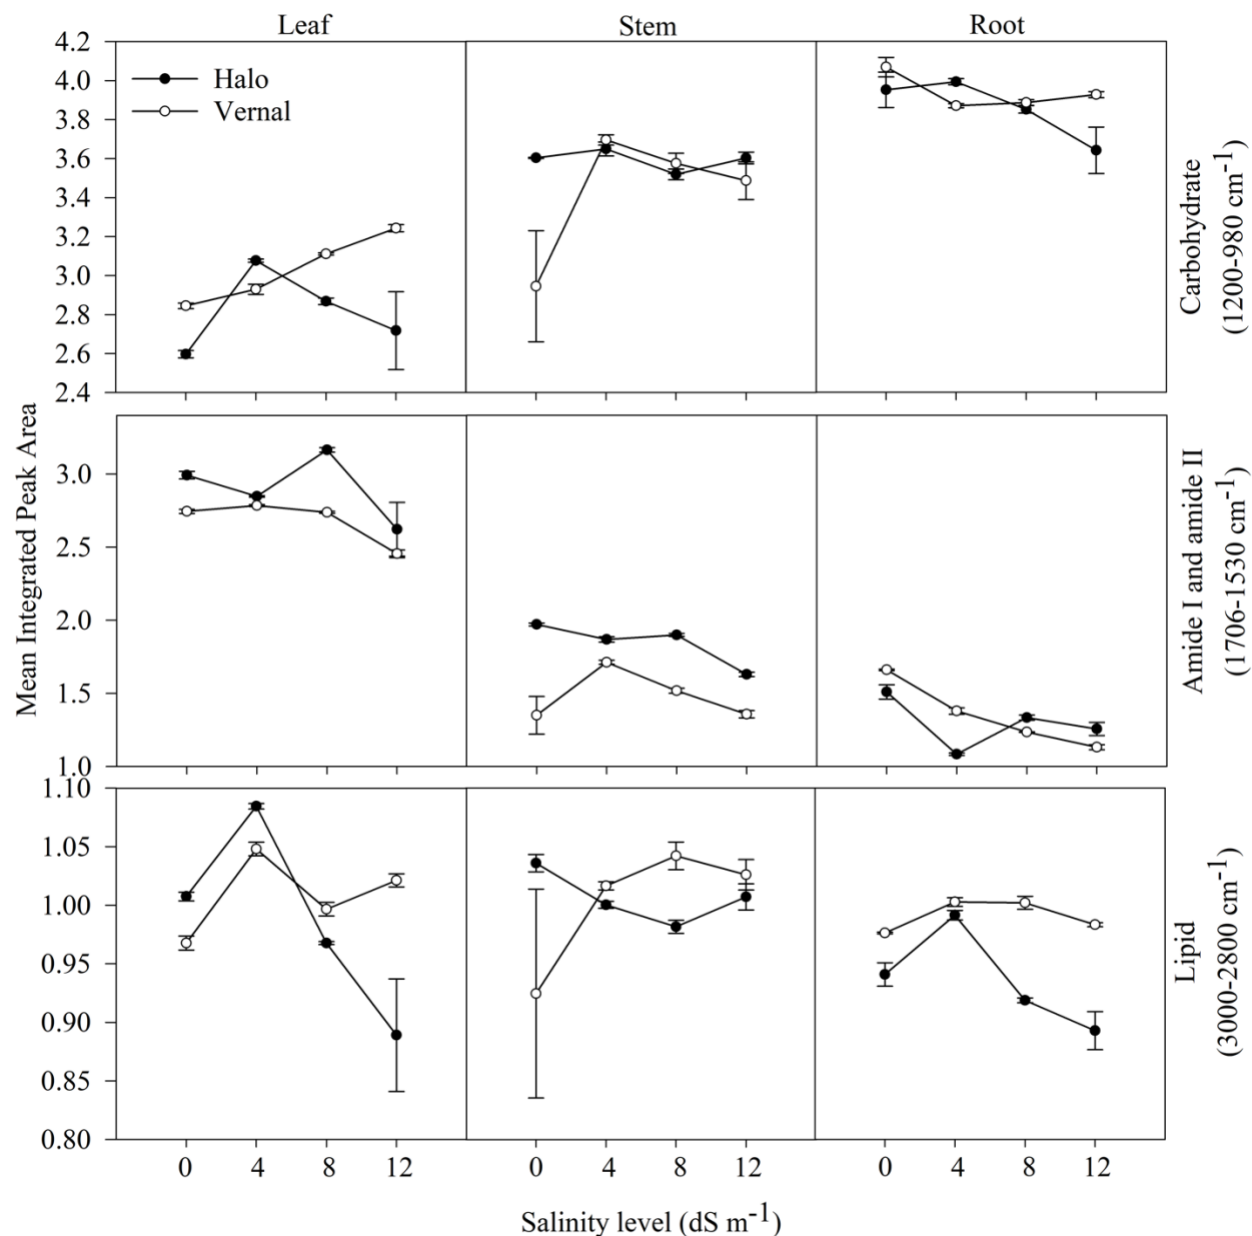 Leaf Stem Root
Halo
Vernal
4.2
4.0
3.8
3.6
3.4
3.2
3.0
2.8
2.6
2.4
Carbohydrate
(1200-980 cm-1)
3.0
2.5
2.0
1.5
1.0
Mean Integrated Peak Area
Amide I and amide II
(1706-1530 cm-1)
1.10
1.05
1.00
0.95
0.90
0.85
0.80
Lipid
(3000-2800 cm-1)
0 4 8 12 0 4 8 12 0 4 8 12
Salinity level (dS m-1)